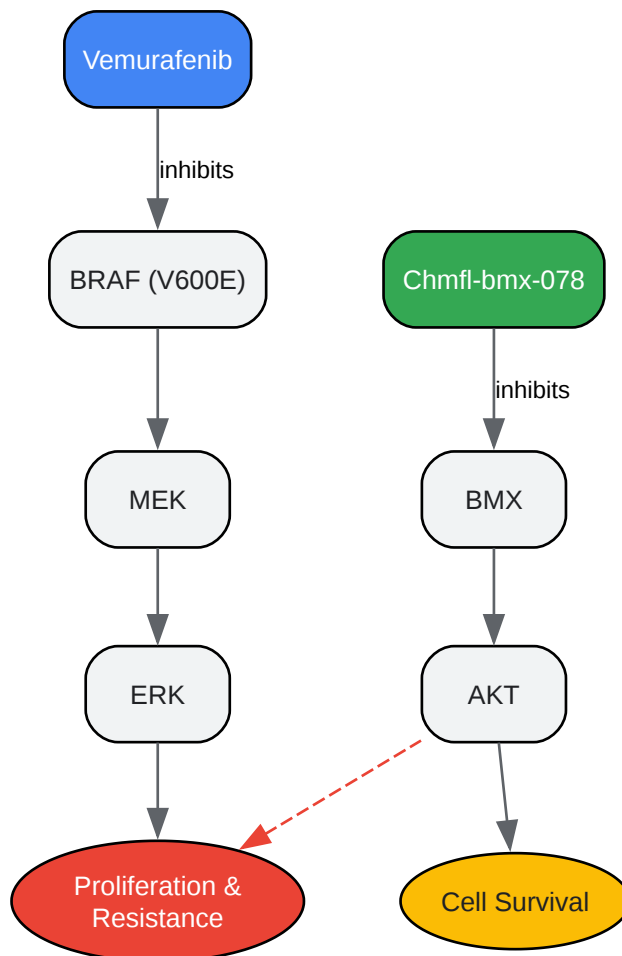 Vemurafenib
inhibits
BRAF (V600E)
Chmfl-bmx-078
inhibits
MEK
BMX
ERK
AKT
Proliferation &
Resistance
Cell Survival